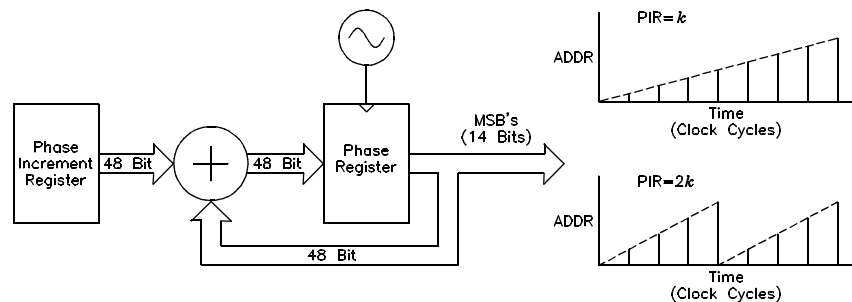 Phase
Increment
Register
48 Bit
48 Bit
Phase
Register
MSB's
(14 Bits)
48 Bit
PIR=k
ADDR
Time
(Clock Cycles)
PIR=2k
ADDR
Time
(Clock Cycles)